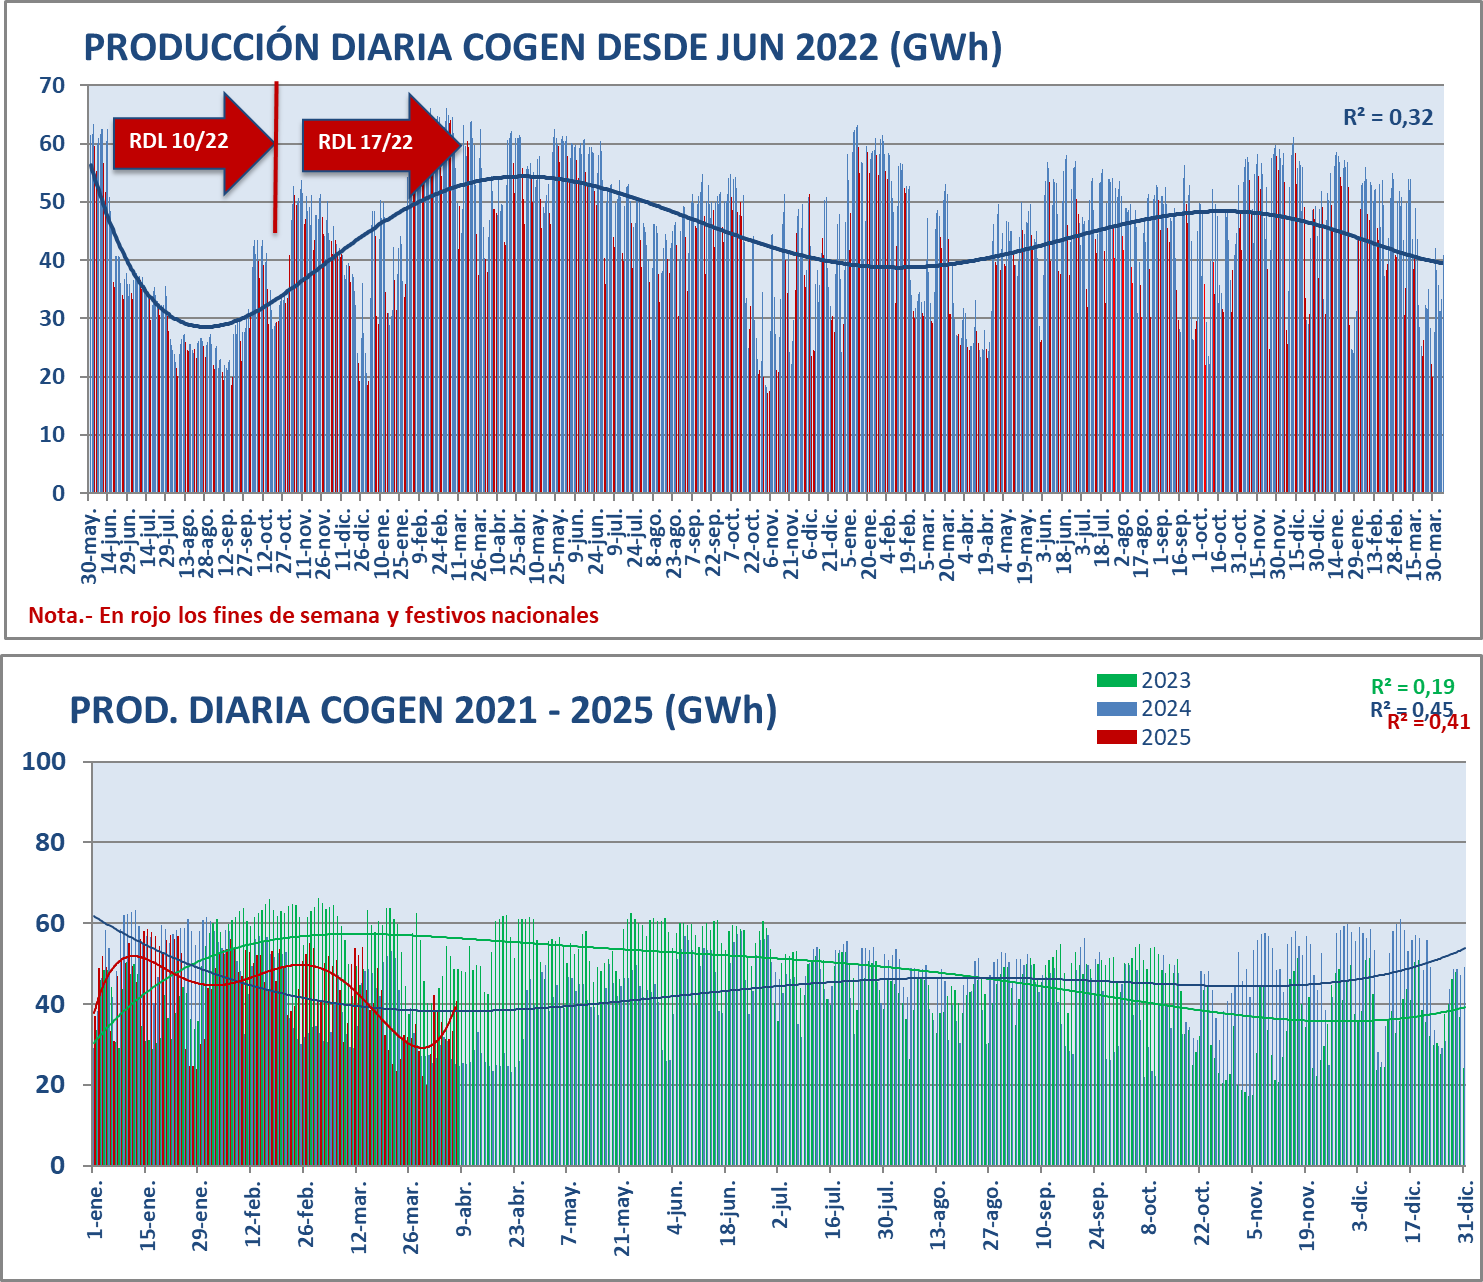 PRODUCCIÓN DIARIA COGEN DESDE JUN 2022 (GWh)
70
60
50
40
30
20
10
0
RDL 10/22
RDL 17/22
R² = 0,32
30-may.
14-jun.
29-jun.
14-jul.
29-jul.
13-ago.
28-ago.
12-sep.
27-sep.
12-oct.
27-oct.
11-nov.
26-nov.
11-dic.
26-dic.
10-ene.
25-ene.
9-feb.
24-feb.
11-mar.
26-mar.
10-abr.
25-abr.
10-may.
25-may.
9-jun.
24-jun.
9-jul.
24-jul.
8-ago.
23-ago.
7-sep.
22-sep.
7-oct.
22-oct.
6-nov.
21-nov.
6-dic.
21-dic.
5-ene.
20-ene.
4-feb.
19-feb.
5-mar.
20-mar.
4-abr.
19-abr.
4-may.
19-may.
3-jun.
18-jun.
3-jul.
18-jul.
2-ago.
17-ago.
1-sep.
16-sep.
1-oct.
16-oct.
31-oct.
15-nov.
30-nov.
15-dic.
30-dic.
14-ene.
29-ene.
13-feb.
28-feb.
15-mar.
30-mar.
Nota.- En rojo los fines de semana y festivos nacionales
PROD. DIARIA COGEN 2021 - 2025 (GWh)
2023
2024
2025
R² = 0,19
R² = 0,45
R² = 0,41
100
80
60
40
20
0
1-ene.
15-ene.
29-ene.
12-feb.
26-feb.
12-mar.
26-mar.
9-abr.
23-abr.
7-may.
21-may.
4-jun.
18-jun.
2-jul.
16-jul.
30-jul.
13-ago.
27-ago.
10-sep.
24-sep.
8-oct.
22-oct.
5-nov.
19-nov.
3-dic.
17-dic.
31-dic.